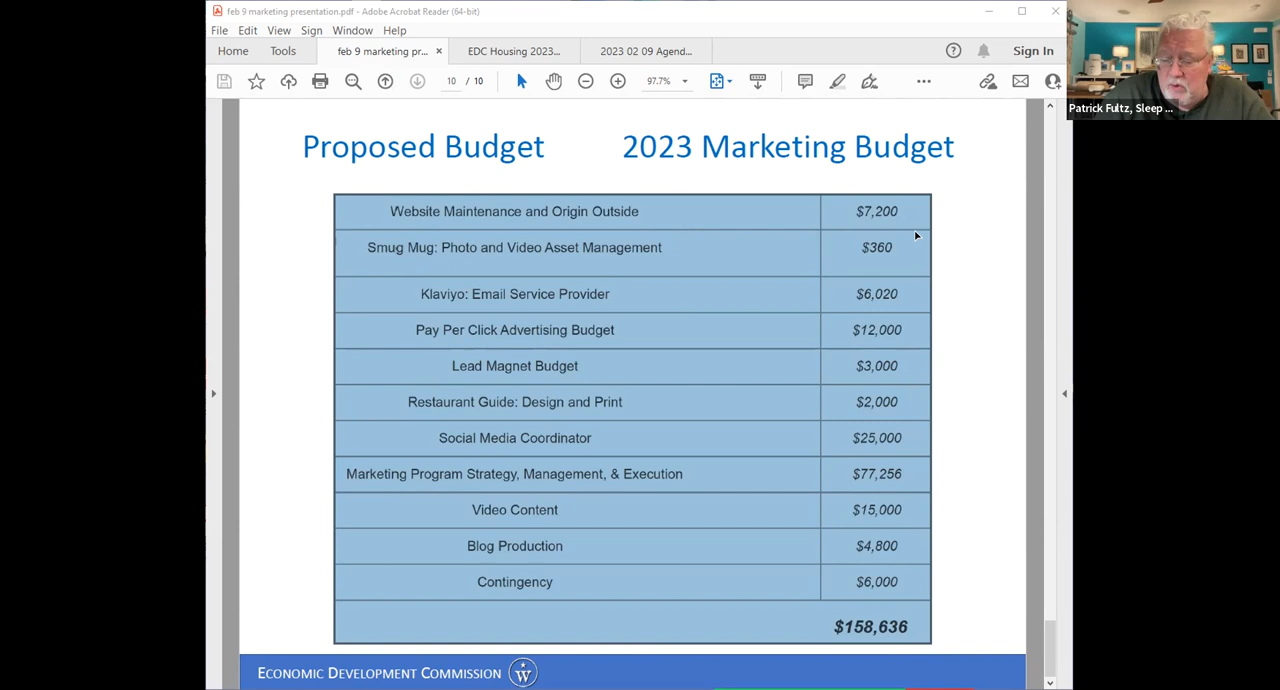 feb 9 marketing presentation.pdf - Adobe Acrobat Reader (64-bit)
File Edit View Sign Window Help
Home Tools feb 9 marketing pr... × EDC Housing 2023... 2023 02 09 Agend... Sign In
10 / 10 97.7%
Patrick Fultz, Sleep ...
Proposed Budget 2023 Marketing Budget
Website Maintenance and Origin Outside $7,200
Smug Mug: Photo and Video Asset Management $360
Klaviyo: Email Service Provider $6,020
Pay Per Click Advertising Budget $12,000
Lead Magnet Budget $3,000
Restaurant Guide: Design and Print $2,000
Social Media Coordinator $25,000
Marketing Program Strategy, Management, & Execution $77,256
Video Content $15,000
Blog Production $4,800
Contingency $6,000
$158,636
ECONOMIC DEVELOPMENT COMMISSION W